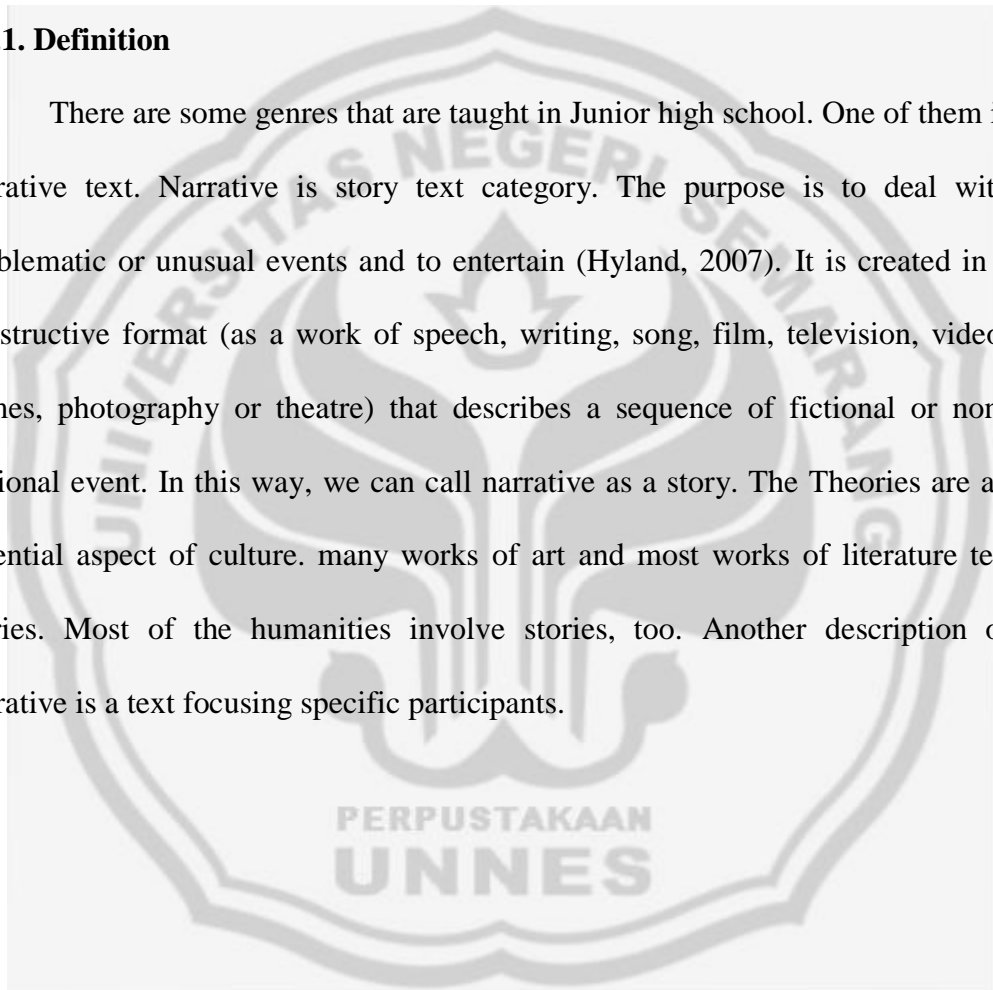 .1. Definition
There are some genres that are taught in Junior high school. One of them i
rative text. Narrative is story text category. The purpose is to deal wit
blematic or unusual events and to entertain (Hyland, 2007). It is created in
structive format (as a work of speech, writing, song, film, television, video
nes, photography or theatre) that describes a sequence of fictional or non
ional event. In this way, we can call narrative as a story. The Theories are a
ential aspect of culture. many works of art and most works of literature te
ries. Most of the humanities involve stories, too. Another description o
rative is a text focusing specific participants.
UNIVERSITAS NEGERI SEMARANG
PERPUSTAKAAN
UNNES